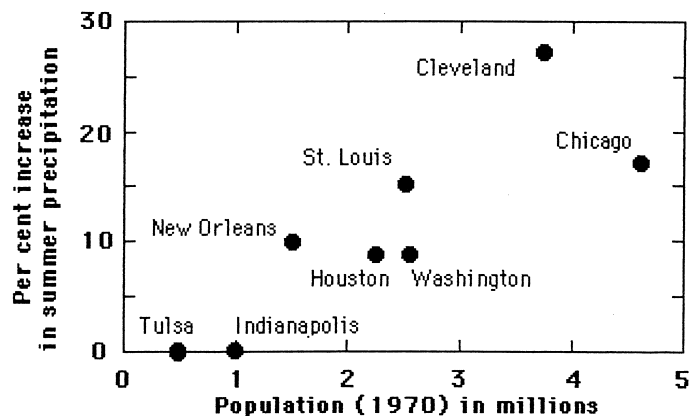 Per cent increase
in summer precipitation
30
Cleveland
20
Chicago
St. Louis
New Orleans
10
Houston
Washington
Tulsa
Indianapolis
0
0 1 2 3 4 5
Population (1970) in millions